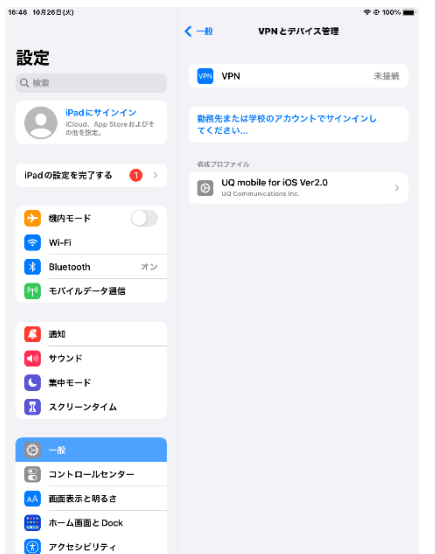 16:46 10月26日(火)
100%
設定
検索
iPadにサインイン
iCloud、App Storeおよびそ
の他を設定。
iPadの設定を完了する 1
機内モード
Wi-Fi
Bluetooth オン
モバイルデータ通信
通知
サウンド
集中モード
スクリーンタイム
一般
コントロールセンター
AA 画面表示と明るさ
ホーム画面とDock
アクセシビリティ
一般 VPNとデバイス管理
VPN VPN 未接続
勤務先または学校のアカウントでサインインし
てください...
構成プロファイル
UQ mobile for iOS Ver2.0
UQ Communications Inc.